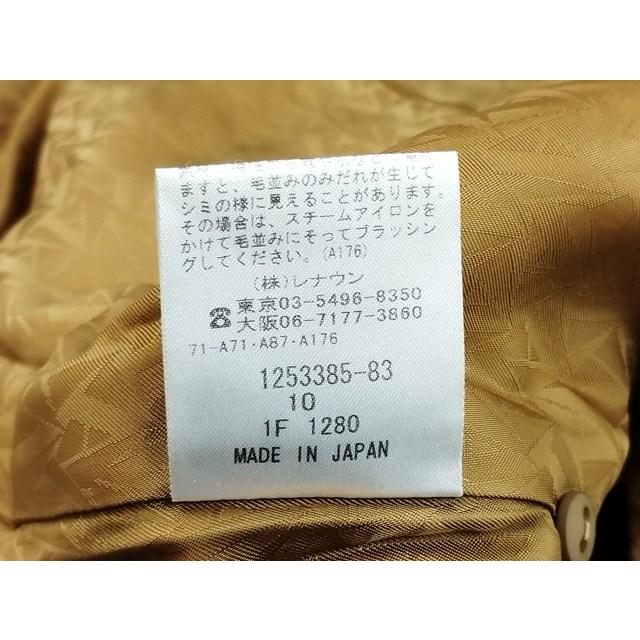 ますと、毛並みのみだれが生じて
シミの様に見えることがあります。
その場合は、スチームアイロンを
かけて毛並みにそってブラッシン
グしてください。(A176)
(株)レナウン
☎東京03-5496-8350
大阪06-7177-3860
71-A71・A87・A176
1253385-83
10
1F 1280
MADE IN JAPAN